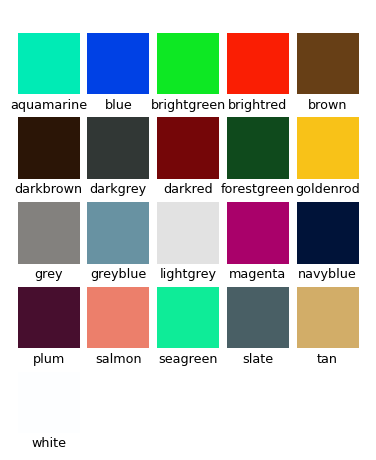 aquamarine blue brightgreen brightred brown
darkbrown darkgrey darkred forestgreen goldenrod
grey greyblue lightgrey magenta navyblue
plum salmon seagreen slate tan
white